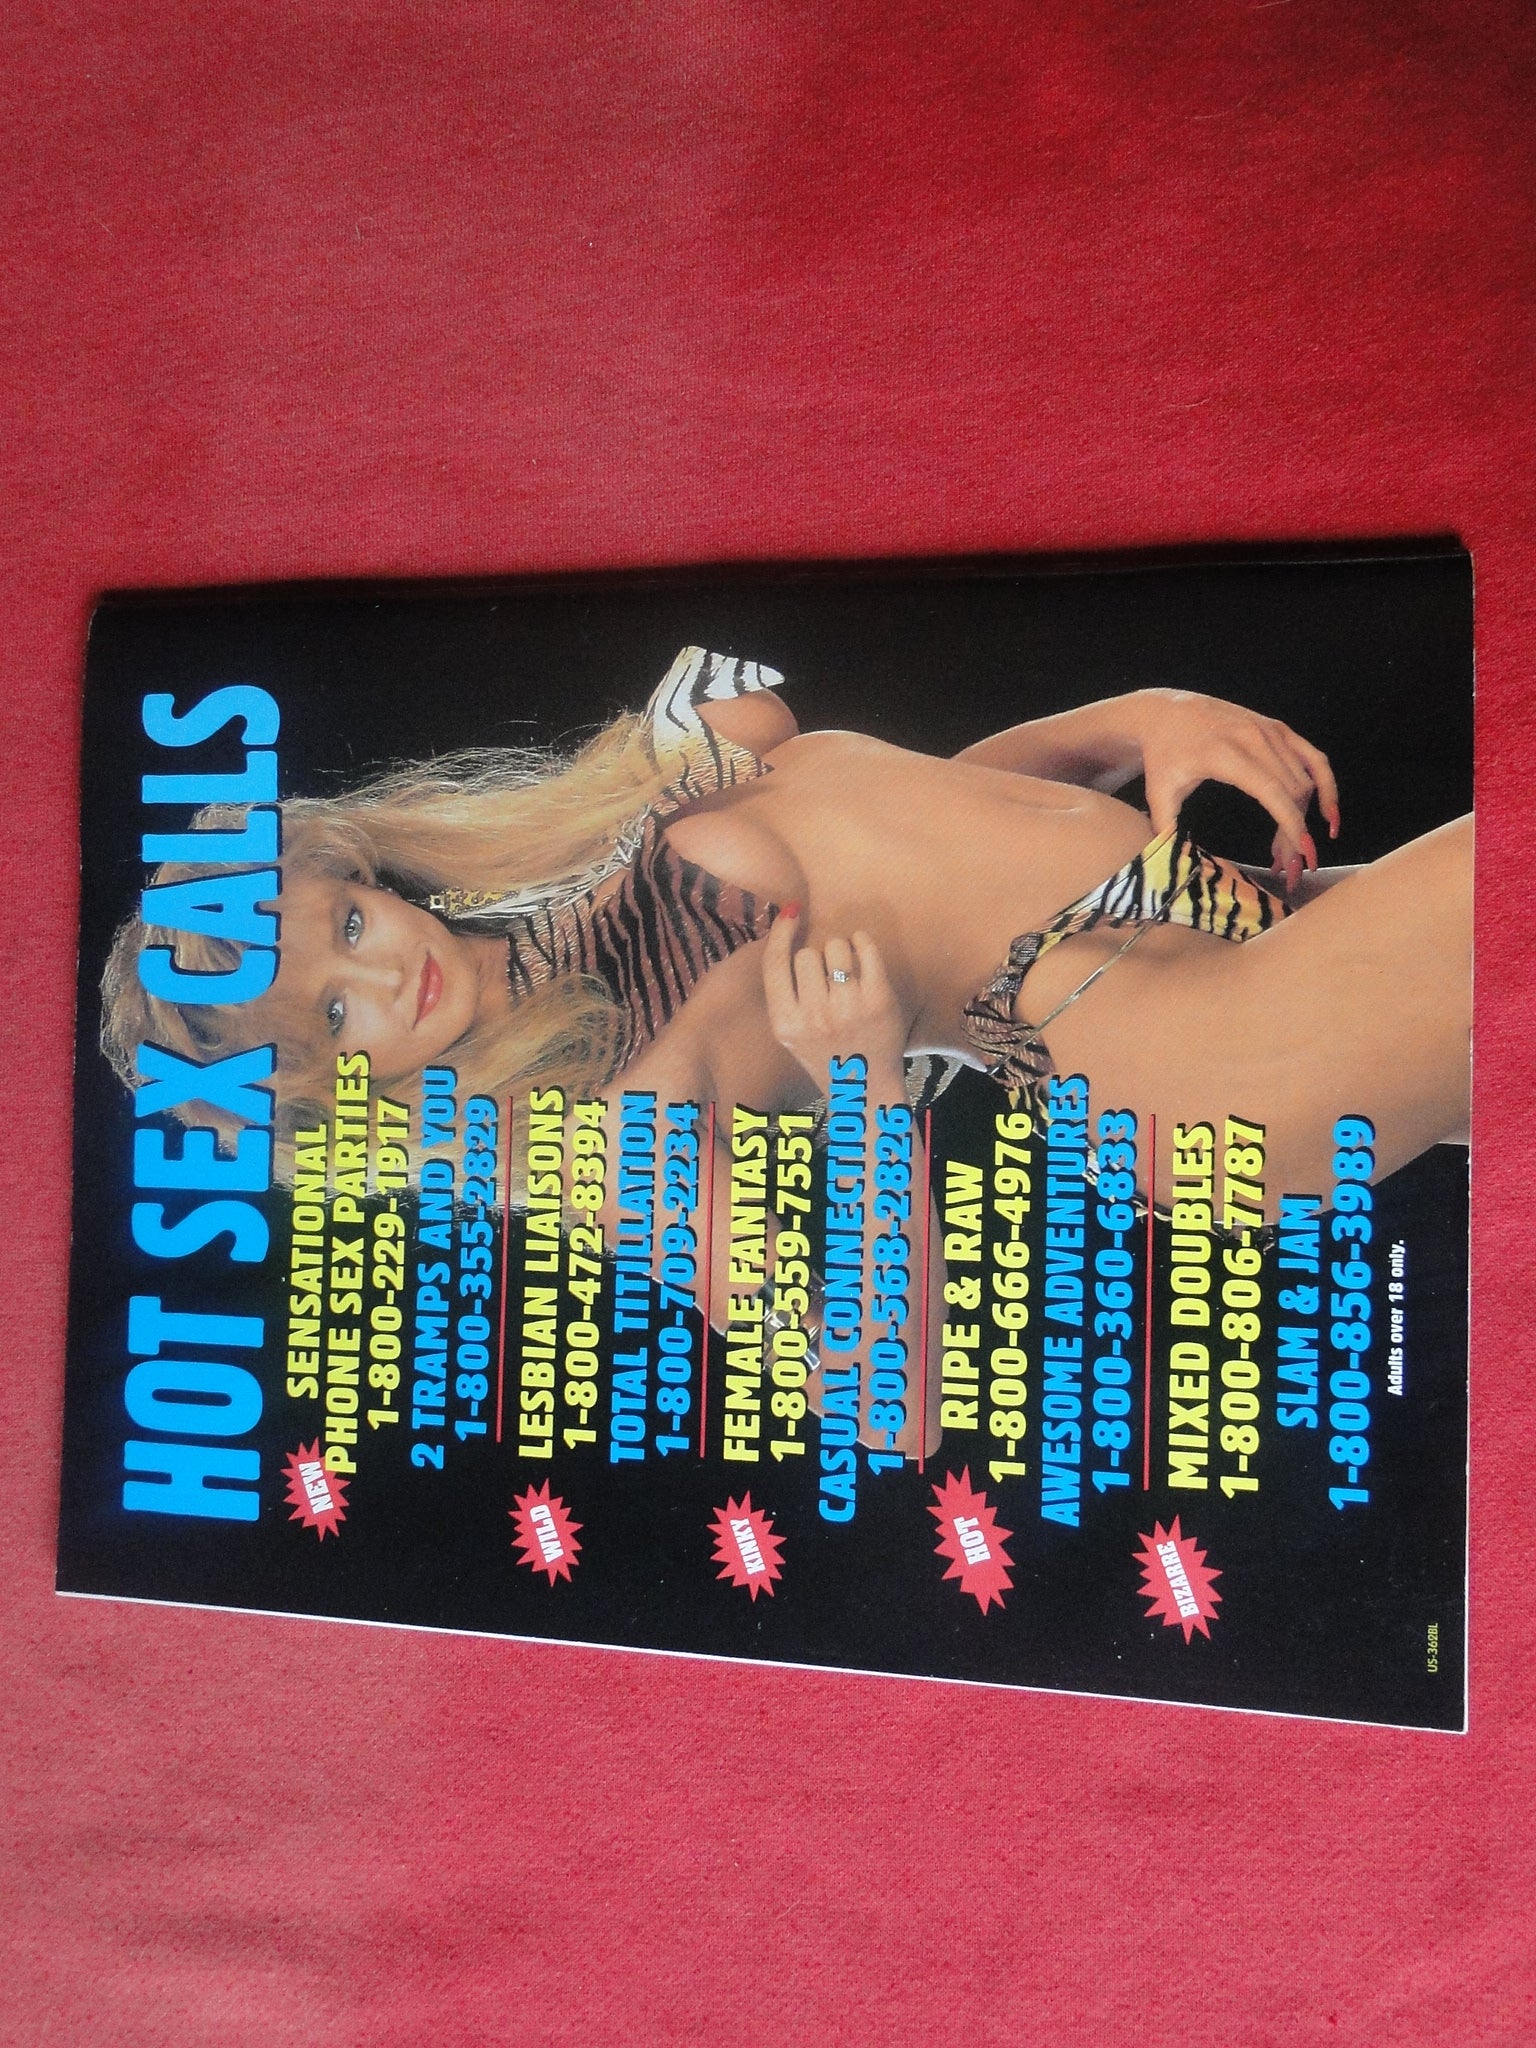 HOT SEX CALLS
NEW
SENSATIONAL
PHONE SEX PARTIES
1-800-229-1917
2 TRAMPS AND YOU
1-800-355-2829
WILD
LESBIAN LIAISONS
1-800-472-8394
TOTAL TITILLATION
1-800-709-2234
KINKY
FEMALE FANTASY
1-800-559-7551
CASUAL CONNECTIONS
1-800-568-2826
HOT
RIPE & RAW
1-800-666-4976
AWESOME ADVENTURES
1-800-360-6833
BIZARRE
MIXED DOUBLES
1-800-806-7787
SLAM & JAM
1-800-856-3989
Adults over 18 only.
US-362BL